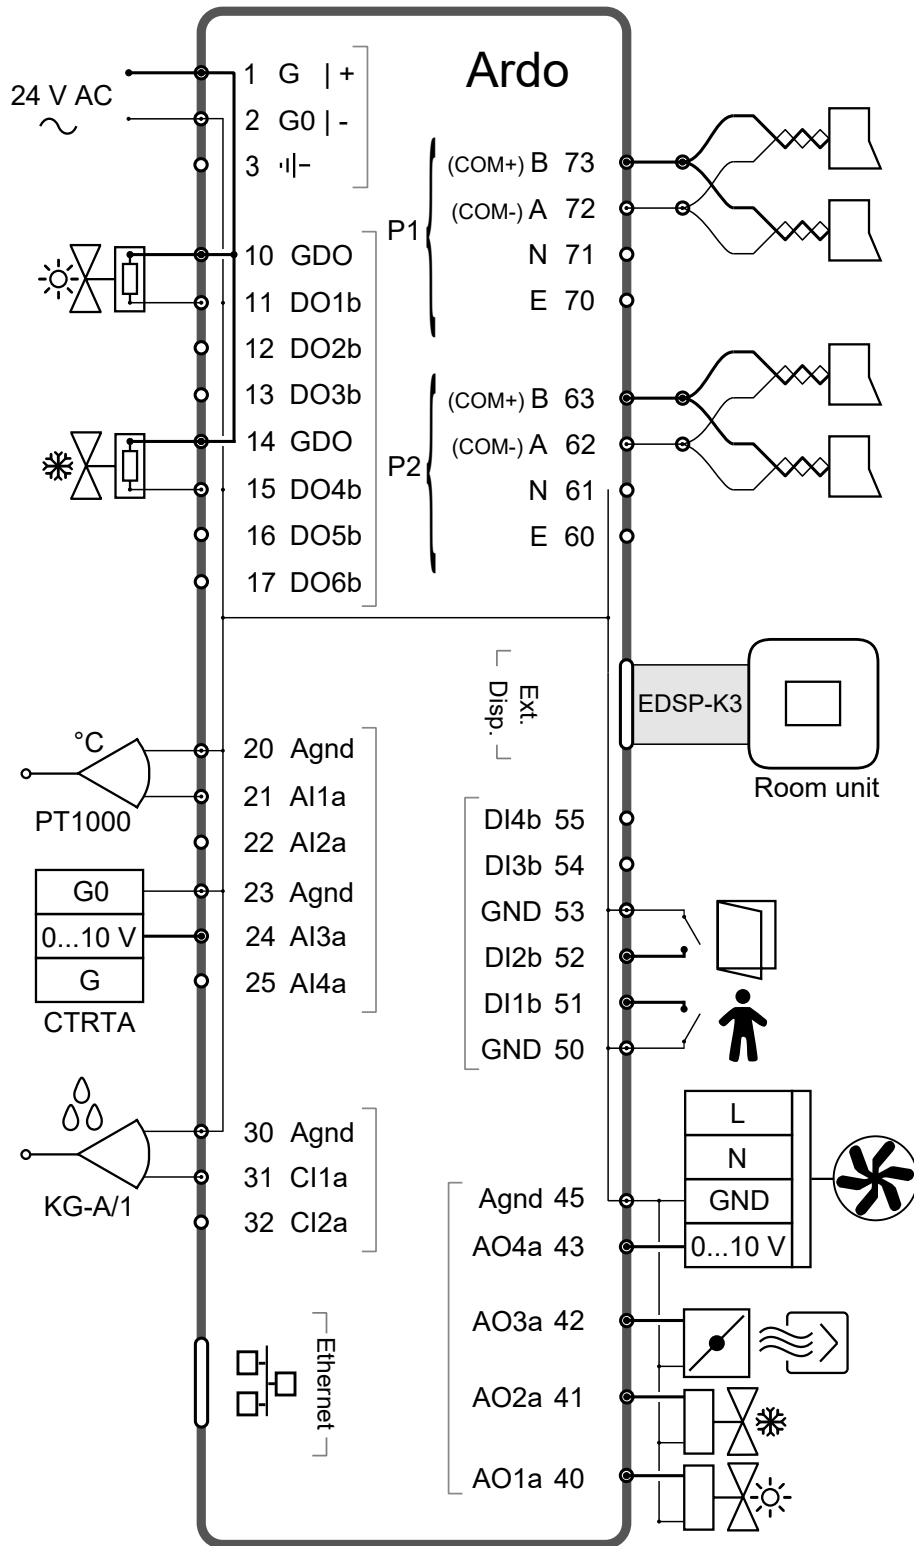 Ardo
24 V AC
1 G | +
2 G0 | -
3
10 GDO
11 DO1b
12 DO2b
13 DO3b
14 GDO
15 DO4b
16 DO5b
17 DO6b
P1
(COM+) B 73
(COM-) A 72
N 71
E 70
P2
(COM+) B 63
(COM-) A 62
N 61
E 60
Ext.
Disp.
EDSP-K3
Room unit
°C
PT1000
20 Agnd
21 AI1a
22 AI2a
23 Agnd
24 AI3a
25 AI4a
G0
0...10 V
G
CTRTA
DI4b 55
DI3b 54
GND 53
DI2b 52
DI1b 51
GND 50
KG-A/1
30 Agnd
31 CI1a
32 CI2a
L
N
GND
0...10 V
Agnd 45
AO4a 43
AO3a 42
AO2a 41
AO1a 40
Ethernet